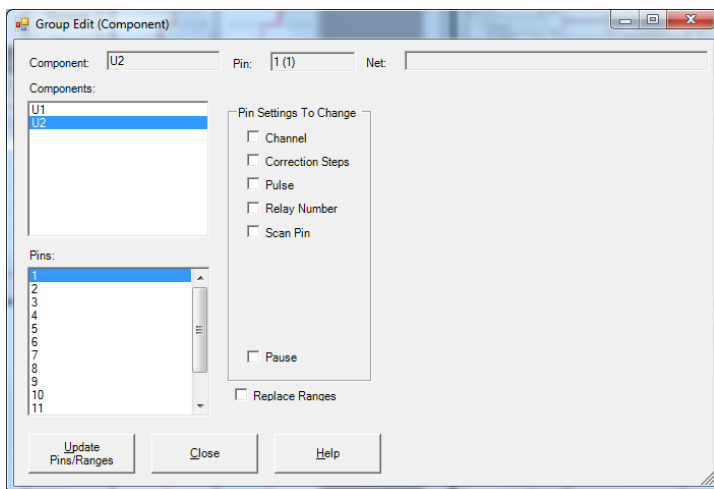 Group Edit (Component)
Component: U2 Pin: 1 (1) Net:
Components:
U1
U2
Pin Settings To Change
Channel
Correction Steps
Pulse
Relay Number
Scan Pin
Pause
Replace Ranges
Pins:
1
2
3
4
5
6
7
8
9
10
11
Update
Pins/Ranges
Close
Help